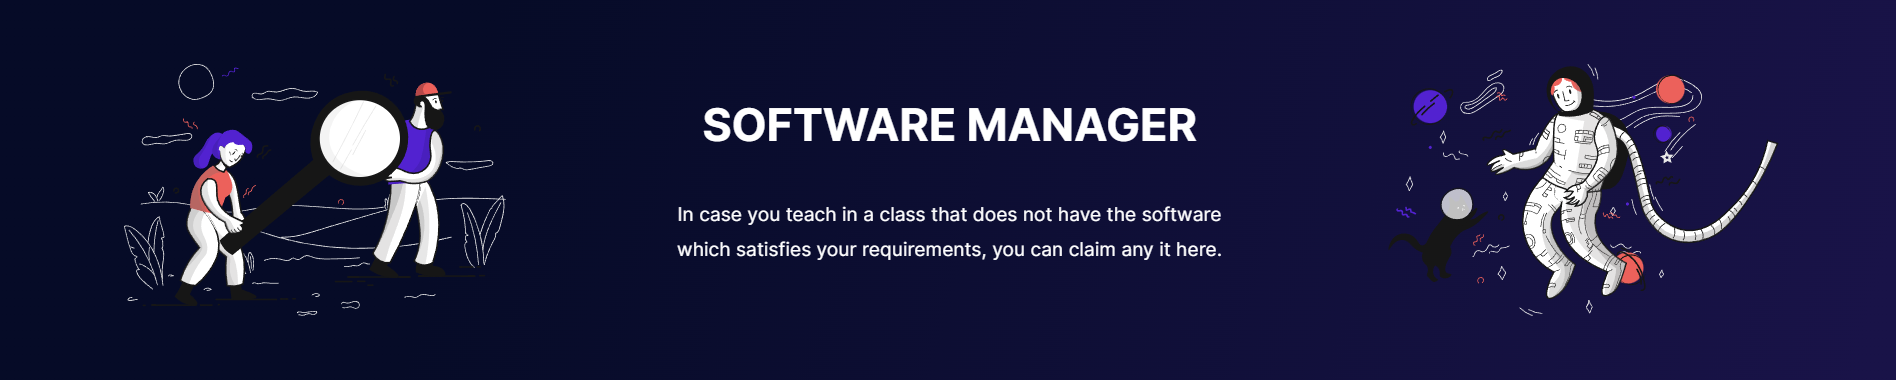 SOFTWARE MANAGER
In case you teach in a class that does not have the software
which satisfies your requirements, you can claim any it here.